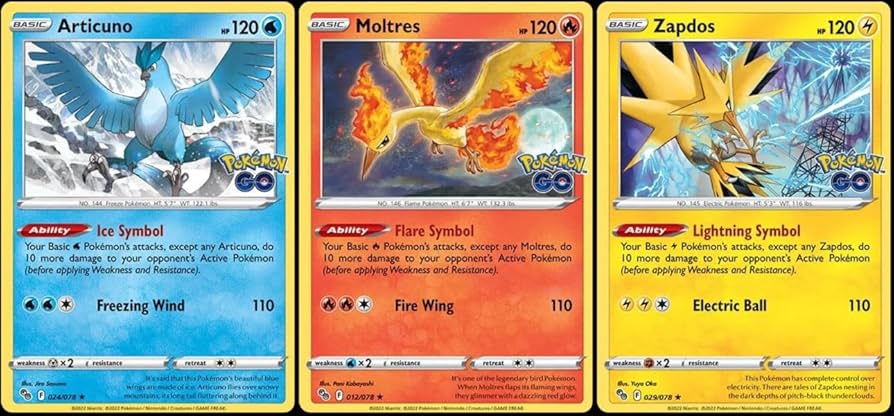 BASIC Articuno HP 120
Pokémon GO
NO. 144 Freeze Pokémon HT: 5'7" WT: 122.1 lbs.
Ability Ice Symbol
Your Basic Pokémon's attacks, except any Articuno, do
10 more damage to your opponent's Active Pokémon
(before applying Weakness and Resistance).
Freezing Wind 110
weakness ×2 resistance retreat
Illus. Jiro Sasumo
F 024/078 ★
It's said that this Pokémon's beautiful blue
wings are made of ice. Articuno flies over snowy
mountains, its long tail fluttering along behind it.
©2022 Niantic. ©2022 Pokémon / Nintendo / Creatures / GAME FREAK.
BASIC Moltres HP 120
Pokémon GO
NO. 146 Flame Pokémon HT: 6'7" WT: 132.3 lbs.
Ability Flare Symbol
Your Basic Pokémon's attacks, except any Moltres, do
10 more damage to your opponent's Active Pokémon
(before applying Weakness and Resistance).
Fire Wing 110
weakness ×2 resistance retreat
Illus. Pani Kobayashi
F 012/078 ★
It's one of the legendary bird Pokémon.
When Moltres flaps its flaming wings,
they glimmer with a dazzling red glow.
©2022 Niantic. ©2022 Pokémon / Nintendo / Creatures / GAME FREAK.
BASIC Zapdos HP 120
Pokémon GO
NO. 145 Electric Pokémon HT: 5'3" WT: 116 lbs.
Ability Lightning Symbol
Your Basic Pokémon's attacks, except any Zapdos, do
10 more damage to your opponent's Active Pokémon
(before applying Weakness and Resistance).
Electric Ball 110
weakness ×2 resistance retreat
Illus. Yuya Oka
F 029/078 ★
This Pokémon has complete control over
electricity. There are tales of Zapdos nesting in
the dark depths of pitch-black thunderclouds.
©2022 Niantic. ©2022 Pokémon / Nintendo / Creatures / GAME FREAK.